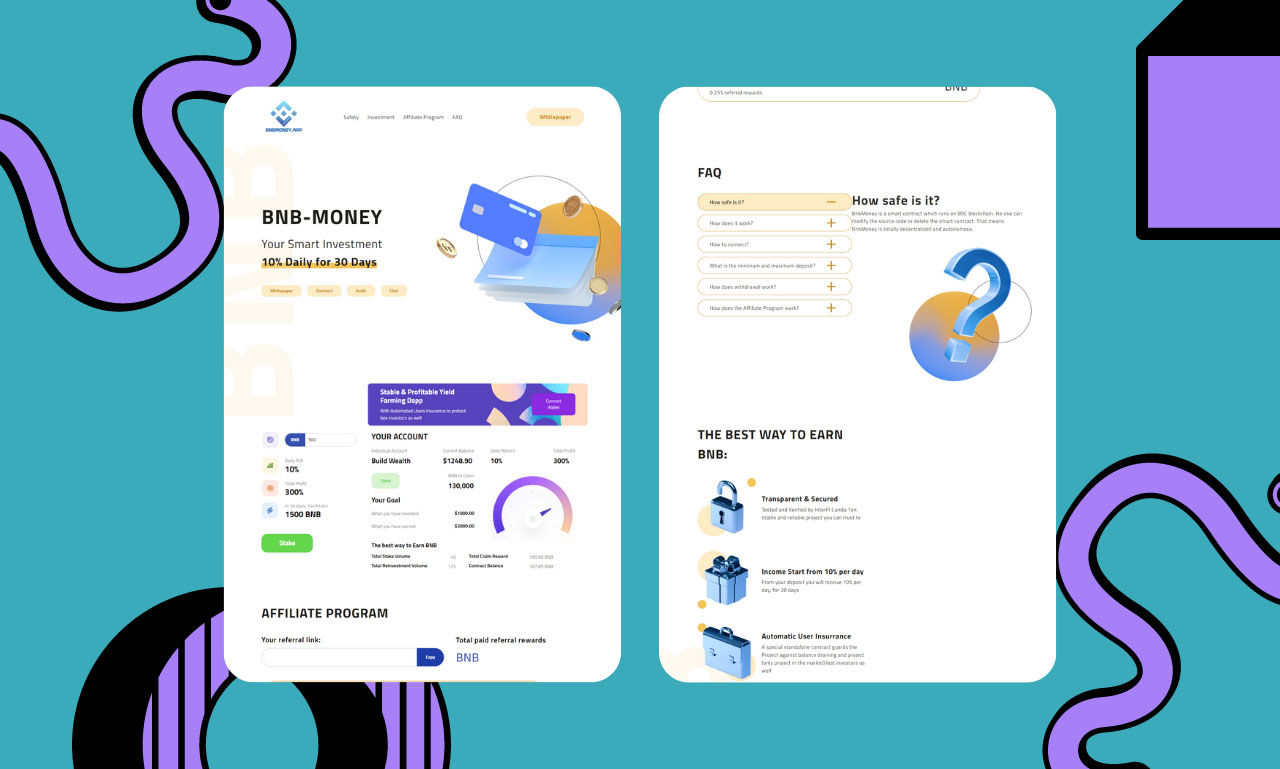 BNBMONEY.APP
Safety Investment Affiliate Program FAQ
Whitepaper
BNB
BNB-MONEY
Your Smart Investment
10% Daily for 30 Days
Whitepaper Contract Audit Chat
Stable & Profitable Yield
Farming Dapp
With Automated Users Insurance to protect
late investors as well
Connect
Wallet
BNB 500
Daily ROI
10%
Total Profit
300%
In 30 days, You'll Earn
1500 BNB
Stake
YOUR ACCOUNT
Individual Account Current Balance Daily Return Total Profit
Build Wealth $1248.90 10% 300%
Claim
BNB to Claim
130,000
Your Goal
What you have invested $1000.00
What you have earned $3000.00
The best way to Earn BNB
Total Stake Volume Total Claim Reward
Total Reinvestment Volume Contract Balance
AFFILIATE PROGRAM
Your referral link:
Copy
Total paid referral rewards
BNB
0.25% referral rewards
BNB
FAQ
How safe is it?
How does it work?
How to connect?
What is the minimum and maximum deposit?
How does withdrawal work?
How does the Affiliate Program work?
How safe is it?
BnbMoney is a smart contract which runs on BSC blockchain. No one can
modify the source code or delete the smart contract. That means
BnbMoney is totally decentralized and autonomous.
THE BEST WAY TO EARN
BNB:
Transparent & Secured
Tested and Verified by InterFi Canda: Fair,
stable and reliable project you can trust to
Income Start from 10% per day
From your deposit you will receive 10% per
day, for 30 days
Automatic User Insurrance
A special standalone contract guards the
Project against balance draining and project
(only project in the market) last investors as
well